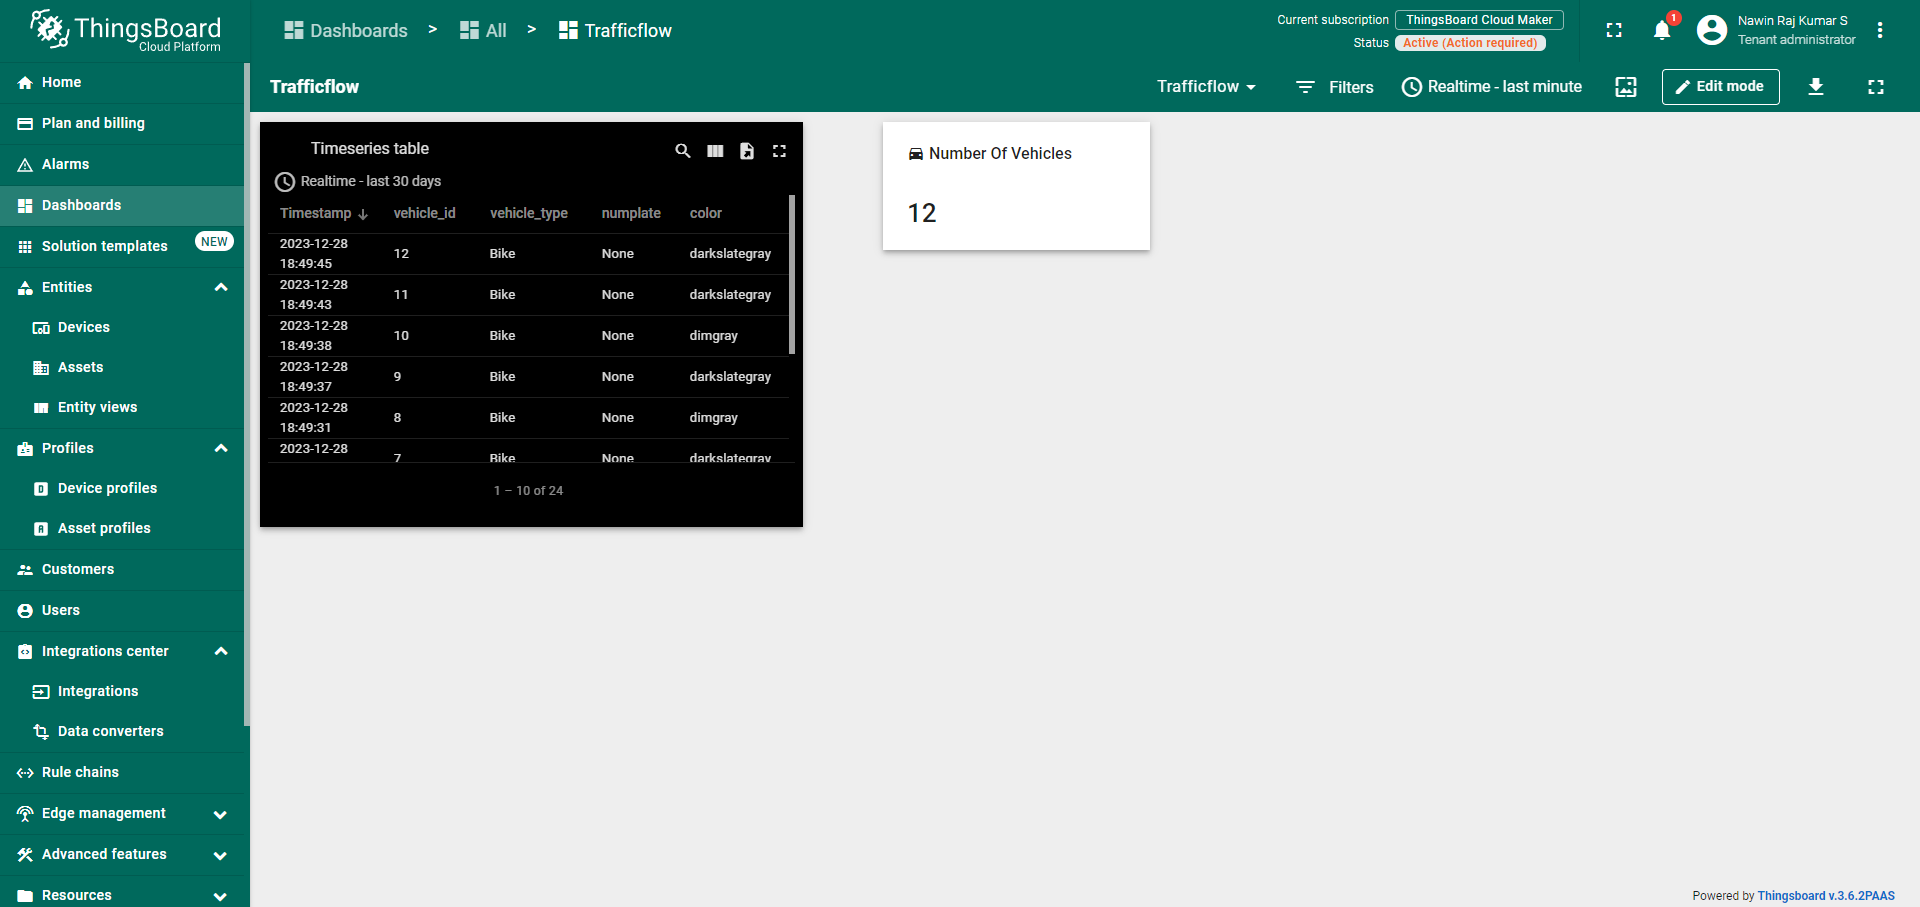 ThingsBoard
Cloud Platform
Dashboards > All > Trafficflow
Current subscription ThingsBoard Cloud Maker
Status Active (Action required)
1
Nawin Raj Kumar S
Tenant administrator
Home
Plan and billing
Alarms
Dashboards
Solution templates NEW
Entities
Devices
Assets
Entity views
Profiles
Device profiles
Asset profiles
Customers
Users
Integrations center
Integrations
Data converters
Rule chains
Edge management
Advanced features
Resources
Trafficflow
Trafficflow Filters Realtime - last minute Edit mode
Timeseries table
Realtime - last 30 days
Timestamp vehicle_id vehicle_type numplate color
2023-12-28 18:49:45 12 Bike None darkslategray
2023-12-28 18:49:43 11 Bike None darkslategray
2023-12-28 18:49:38 10 Bike None dimgray
2023-12-28 18:49:37 9 Bike None darkslategray
2023-12-28 18:49:31 8 Bike None dimgray
2023-12-28 7 Bike None darkslategray
1 – 10 of 24
Number Of Vehicles
12
Powered by Thingsboard v.3.6.2PAAS